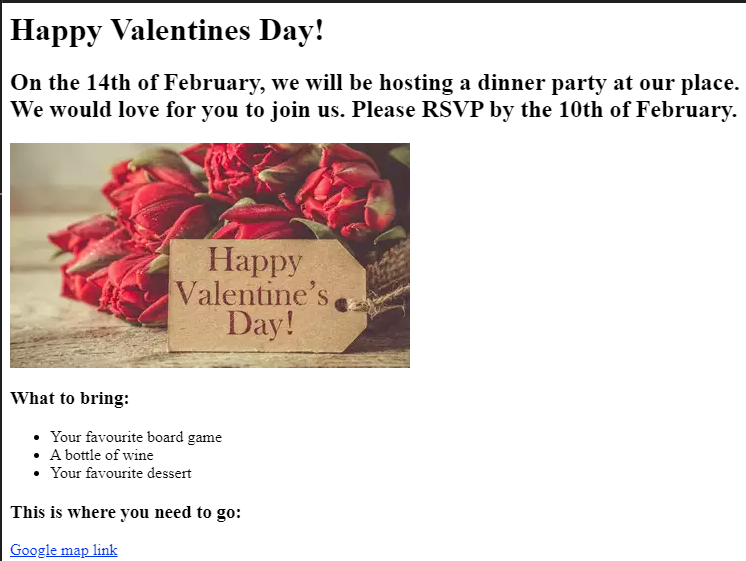 Happy Valentines Day!
On the 14th of February, we will be hosting a dinner party at our place.
We would love for you to join us. Please RSVP by the 10th of February.
Happy
Valentine's
Day!
What to bring:
Your favourite board game
A bottle of wine
Your favourite dessert
This is where you need to go:
Google map link